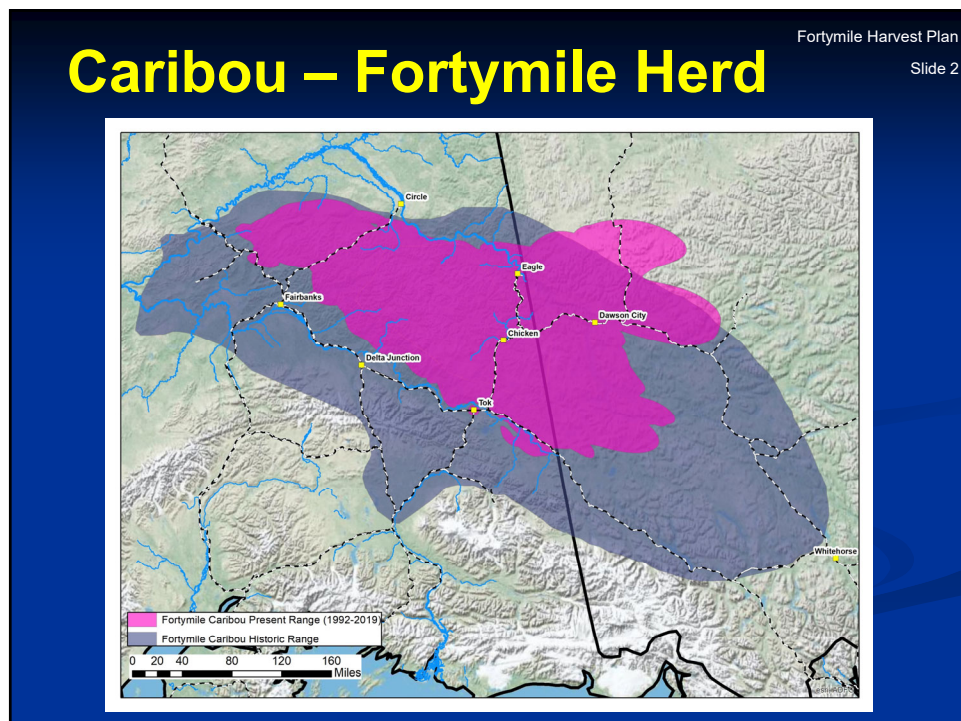 Fortymile Harvest Plan
Caribou – Fortymile Herd
Slide 2
Circle
Eagle
Fairbanks
Dawson City
Chicken
Delta Junction
Tok
Whitehorse
Fortymile Caribou Present Range (1992-2019)
Fortymile Caribou Historic Range
0 20 40 80 120 160
Miles